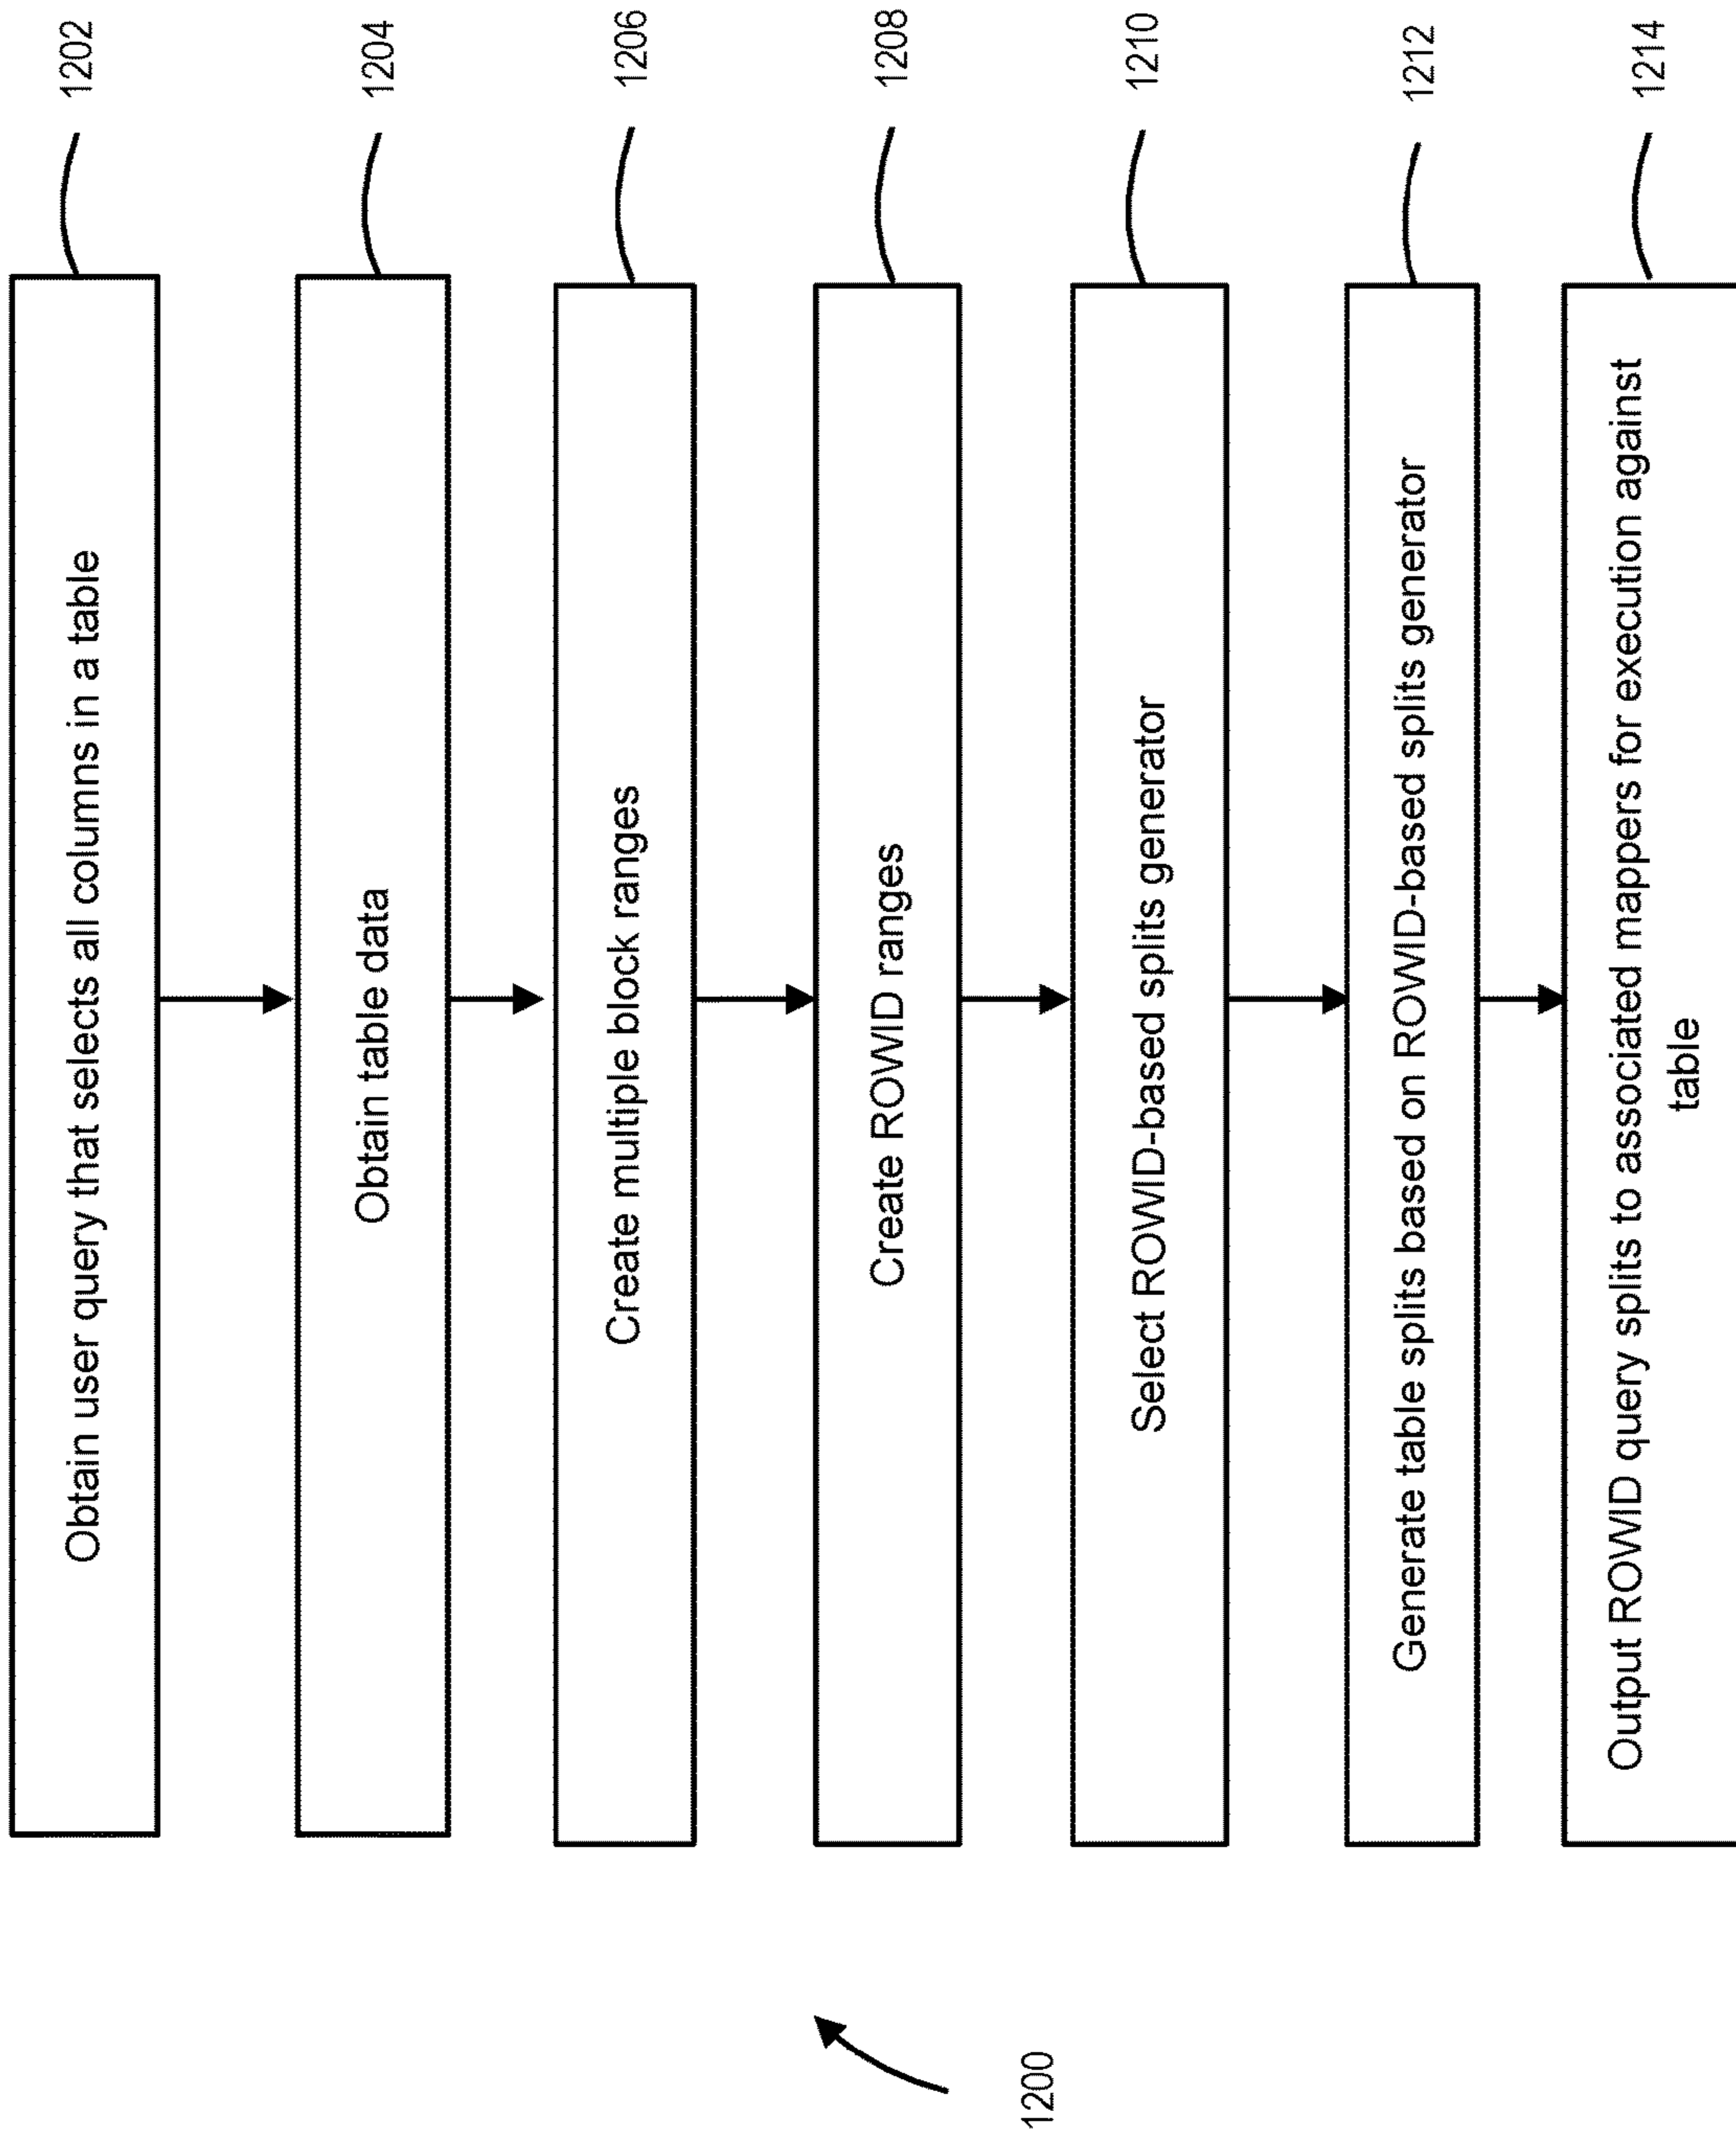 Obtain user query that selects all columns in a table
1202
Obtain table data
1204
Create multiple block ranges
1206
Create ROWID ranges
1208
Select ROWID-based splits generator
1210
Generate table splits based on ROWID-based splits generator
1212
Output ROWID query splits to associated mappers for execution against
table
1214
1200